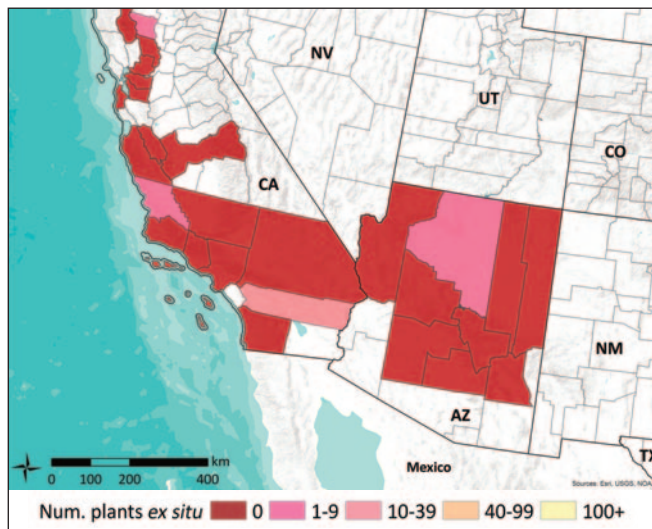 NV
UT
CO
CA
NM
AZ
TX
km
0 100 200 400
Mexico
Sources: Esri, USGS, NOA
Num. plants ex situ 0 1-9 10-39 40-99 100+